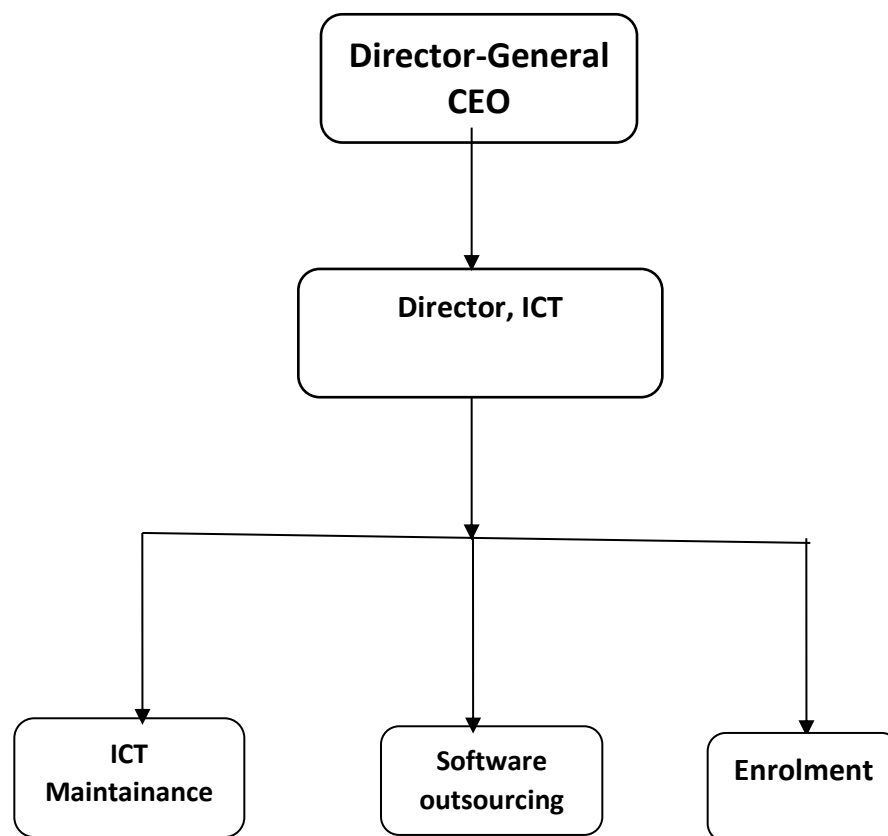 Director-General
CEO
Director, ICT
ICT
Maintainance
Software
outsourcing
Enrolment